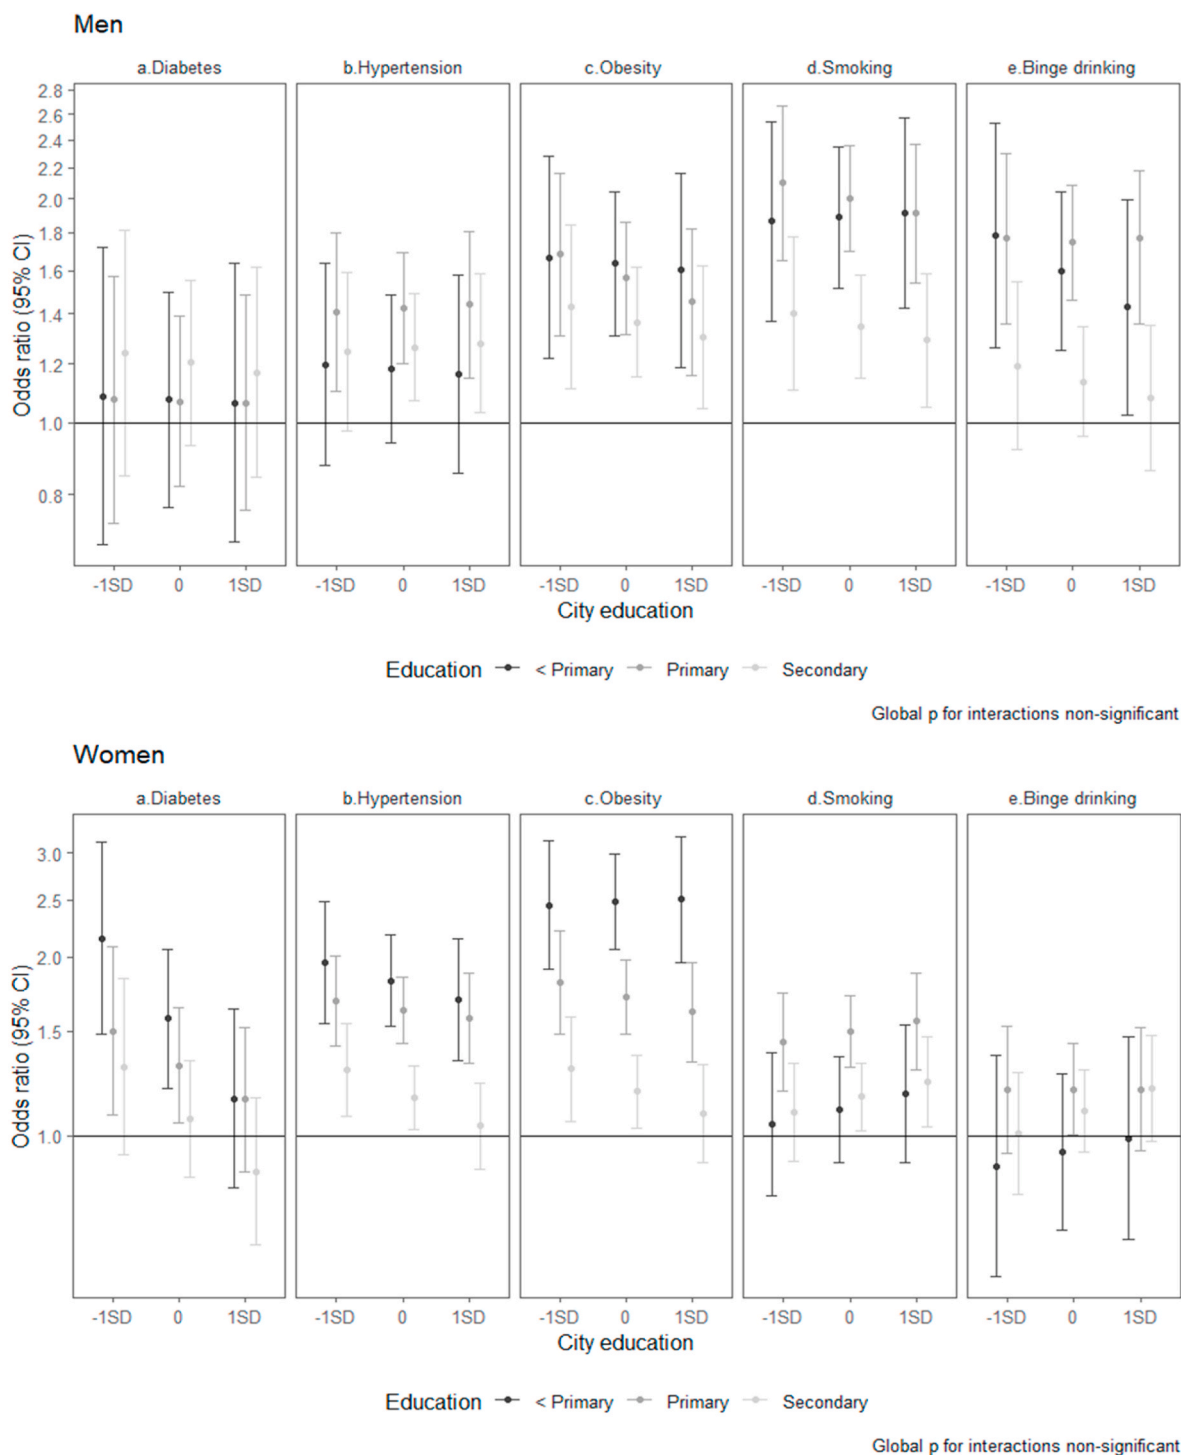 Men
a.Diabetes b.Hypertension c.Obesity d.Smoking e.Binge drinking
Odds ratio (95% CI)
2.8
2.6
2.4
2.2
2.0
1.8
1.6
1.4
1.2
1.0
0.8
-1SD 0 1SD -1SD 0 1SD -1SD 0 1SD -1SD 0 1SD -1SD 0 1SD
City education
Education < Primary Primary Secondary
Global p for interactions non-significant
Women
a.Diabetes b.Hypertension c.Obesity d.Smoking e.Binge drinking
Odds ratio (95% CI)
3.0
2.5
2.0
1.5
1.0
-1SD 0 1SD -1SD 0 1SD -1SD 0 1SD -1SD 0 1SD -1SD 0 1SD
City education
Education < Primary Primary Secondary
Global p for interactions non-significant